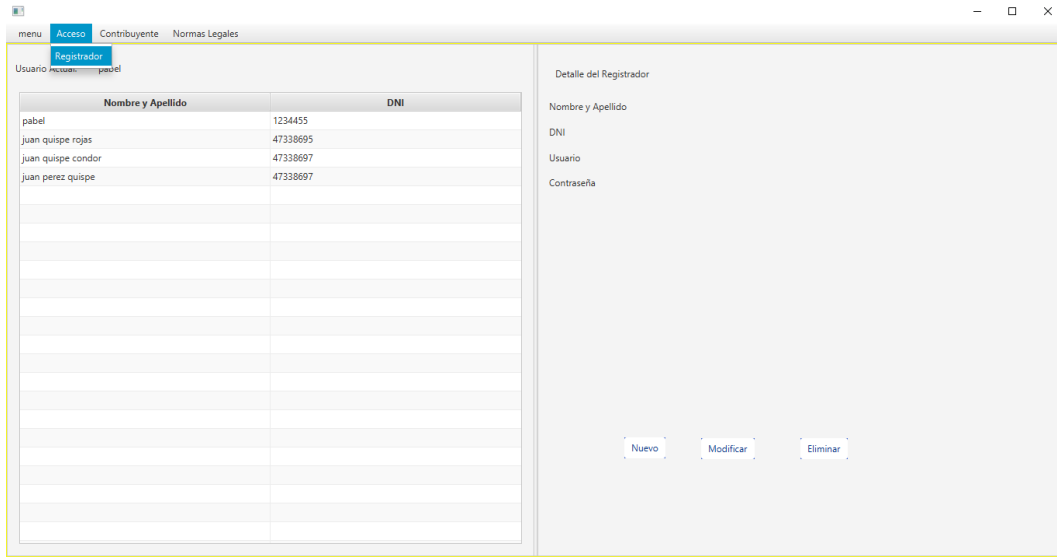 menu Acceso Contribuyente Normas Legales
Registrador
Usuario Actual: pabel
Nombre y Apellido DNI
pabel 1234455
juan quispe rojas 47338695
juan quispe condor 47338697
juan perez quispe 47338697
Detalle del Registrador
Nombre y Apellido
DNI
Usuario
Contraseña
Nuevo Modificar Eliminar